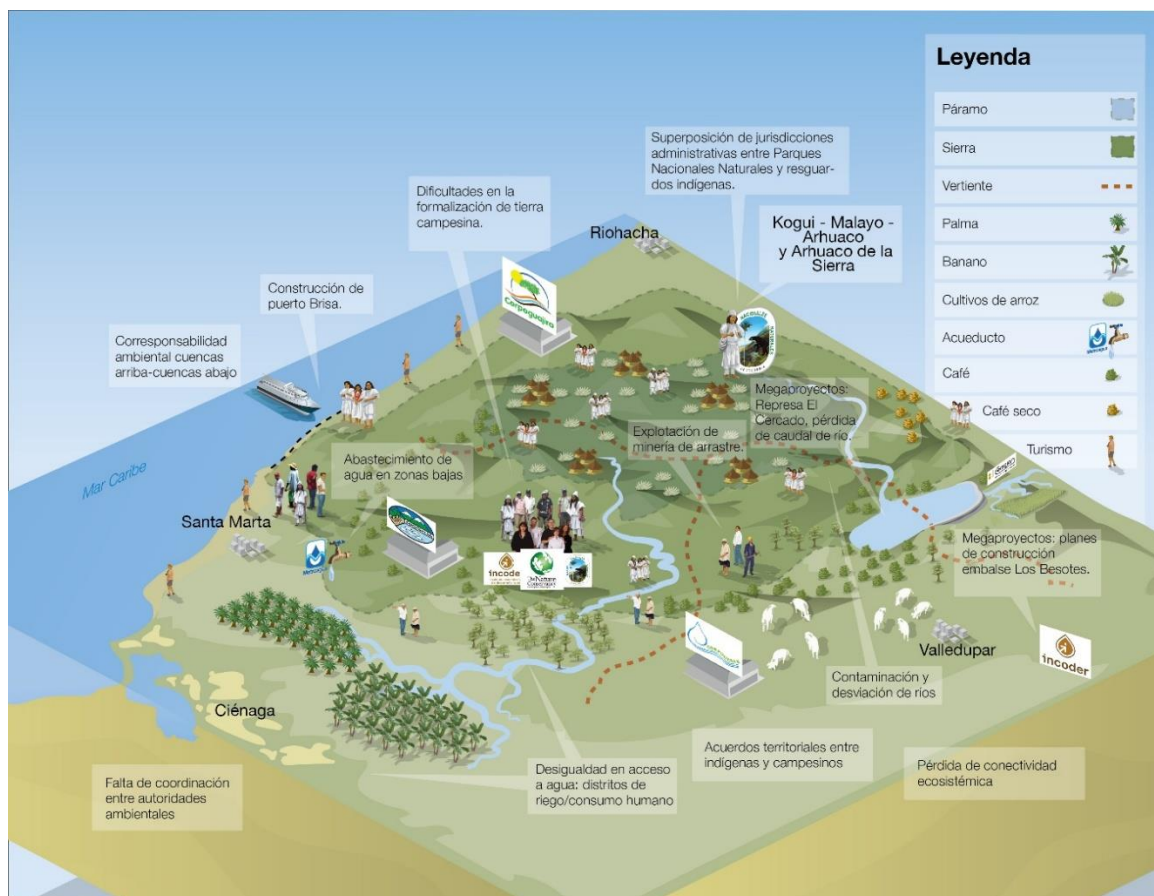 Leyenda
Páramo
Sierra
Vertiente
Palma
Banano
Cultivos de arroz
Acueducto
Café
Café seco
Turismo
Superposición de jurisdicciones
administrativas entre Parques
Nacionales Naturales y resguar-
dos indígenas.
Dificultades en la
formalización de tierra
campesina.
Riohacha
Kogui - Malayo -
Arhuaco
y Arhuaco de la
Sierra
Corpoguajira
Construcción de
puerto Brisa.
Corresponsabilidad
ambiental cuencas
arriba-cuencas abajo
Megaproyectos:
Represa El
Cercado, pérdida
de caudal de río.
Explotación de
minería de arrastre.
Abastecimiento de
agua en zonas bajas
Mar Caribe
Santa Marta
Megaproyectos: planes
de construcción
embalse Los Besotes.
incoder
incoder
Valledupar
Contaminación y
desviación de ríos
Ciénaga
Acuerdos territoriales entre
indígenas y campesinos
Pérdida de conectividad
ecosistémica
Desigualdad en acceso
a agua: distritos de
riego/consumo humano
Falta de coordinación
entre autoridades
ambientales